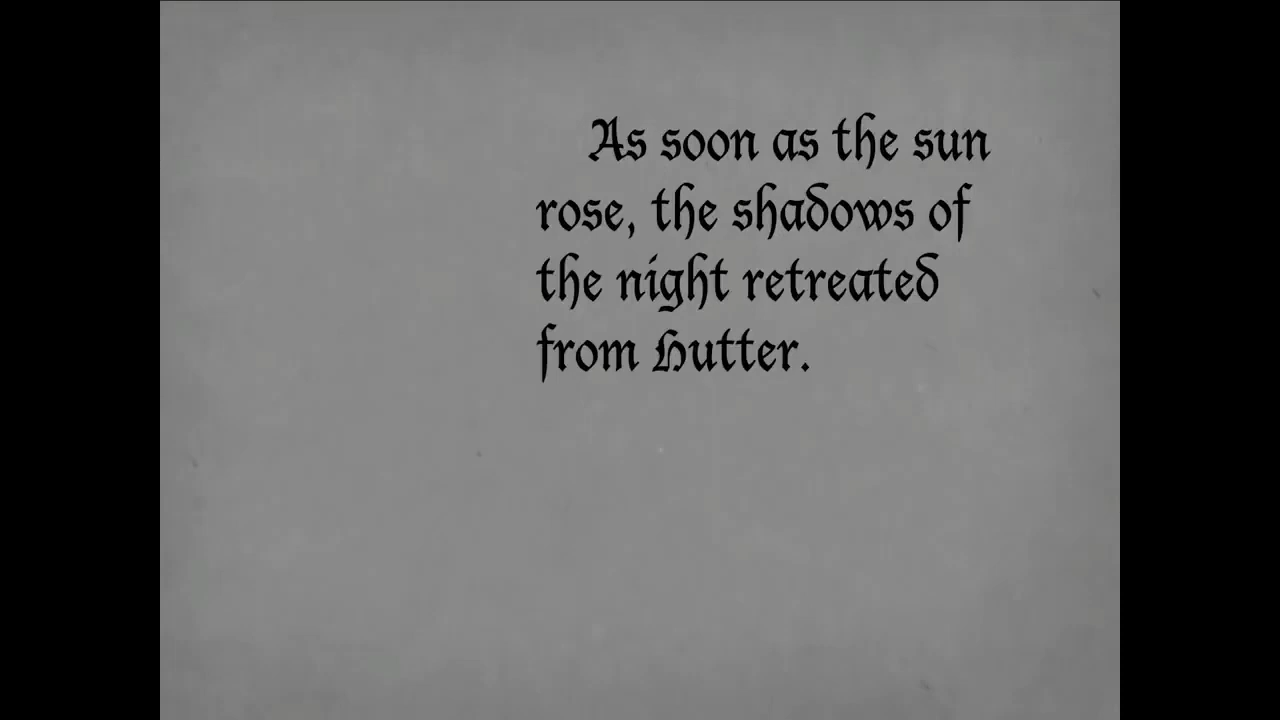 As soon as the sun
rose, the shadows of
the night retreated
from Hutter.